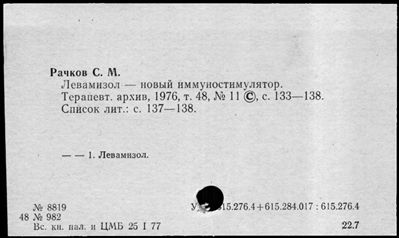 Рачков С. М.
Левамизол — новый иммуностимулятор.
Терапевт. архив, 1976, т. 48, № 11 ©, с. 133—138.
Список лит.: с. 137—138.
— — 1. Левамизол.
№ 8819
48 № 982
615.276.4+615.284.017 : 615.276.4
Вс. кн. пал. и ЦМБ 25 I 77
22.7